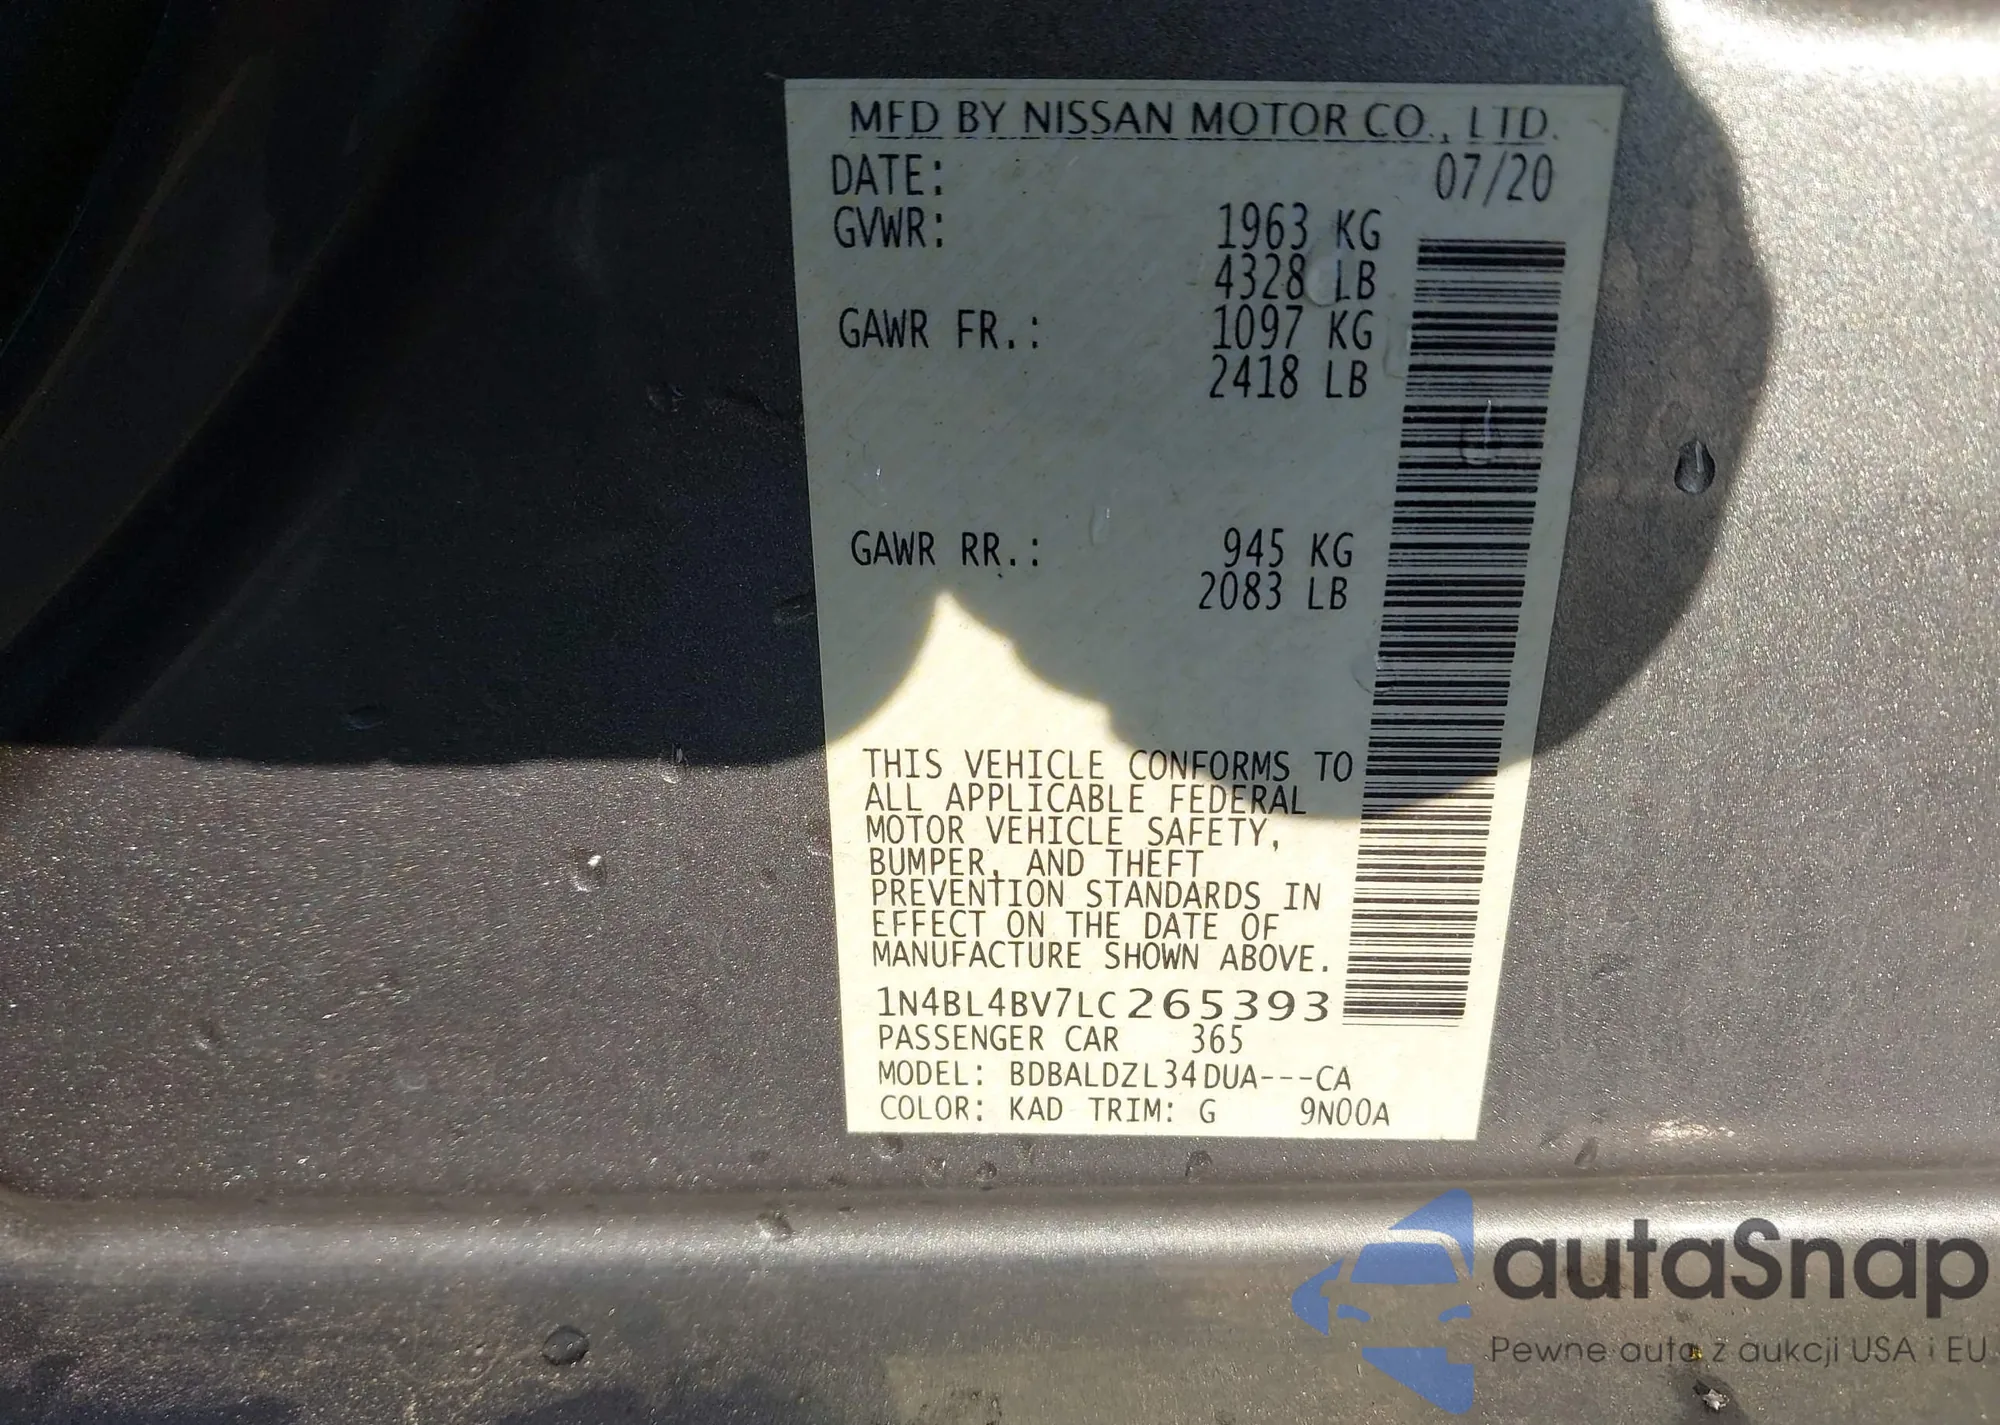 MFD BY NISSAN MOTOR CO., LTD.
DATE: 07/20
GVWR: 1963 KG
4328 LB
GAWR FR.: 1097 KG
2418 LB
GAWR RR.: 945 KG
2083 LB
THIS VEHICLE CONFORMS TO
ALL APPLICABLE FEDERAL
MOTOR VEHICLE SAFETY,
BUMPER, AND THEFT
PREVENTION STANDARDS IN
EFFECT ON THE DATE OF
MANUFACTURE SHOWN ABOVE.
1N4BL4BV7LC265393
PASSENGER CAR 365
MODEL: BDBALDZL34DUA---CA
COLOR: KAD TRIM: G 9N00A
autaSnap
Pewne auta z aukcji USA i EU